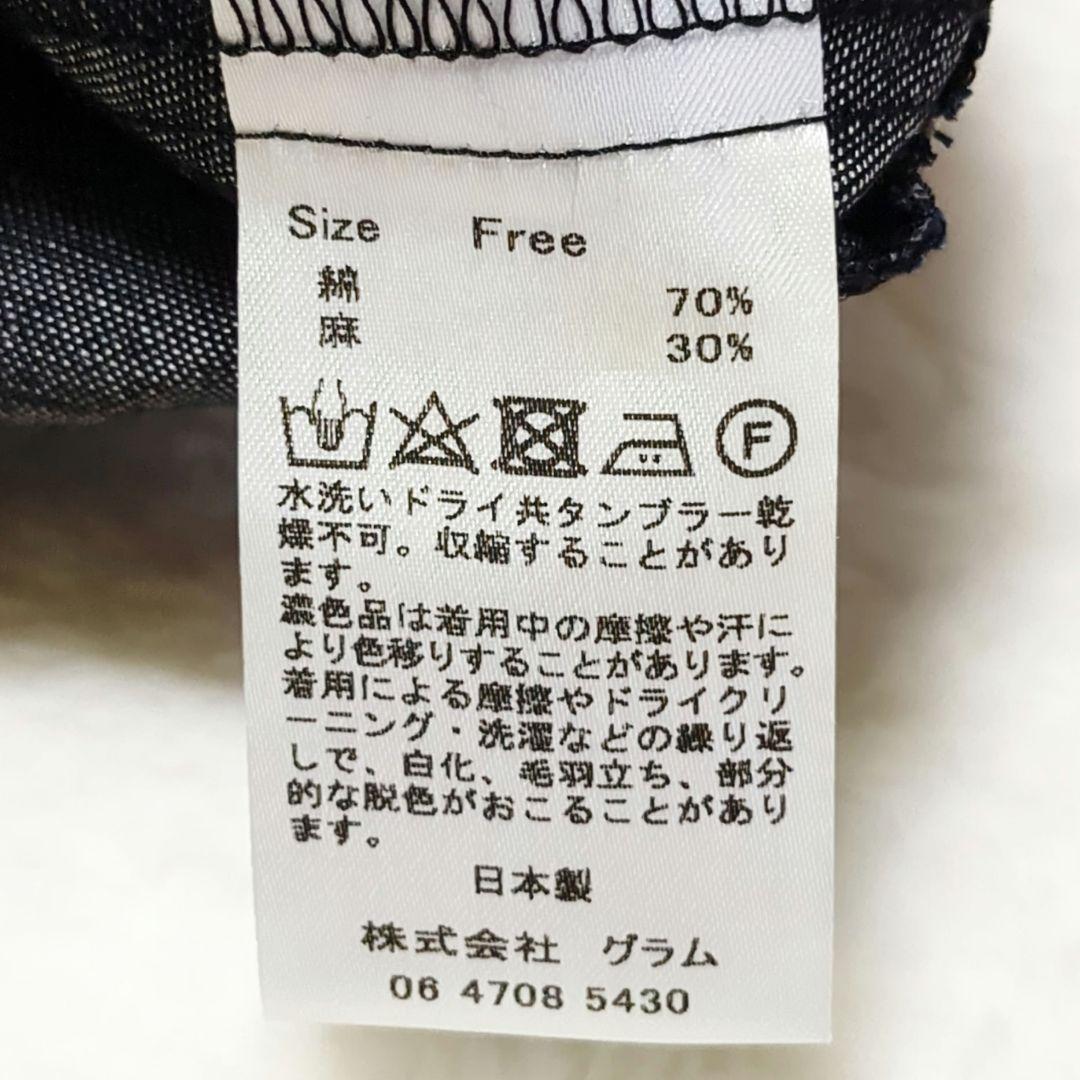 Size Free
綿 70%
麻 30%
F
水洗いドライ共タンブラー乾
燥不可。収縮することがあり
ます。
濃色品は着用中の摩擦や汗に
より色移りすることがあります。
着用による摩擦やドライクリ
ーニング・洗濯などの繰り返
しで、白化、毛羽立ち、部分
的な脱色がおこることがあり
ます。
日本製
株式会社 グラム
06 4708 5430